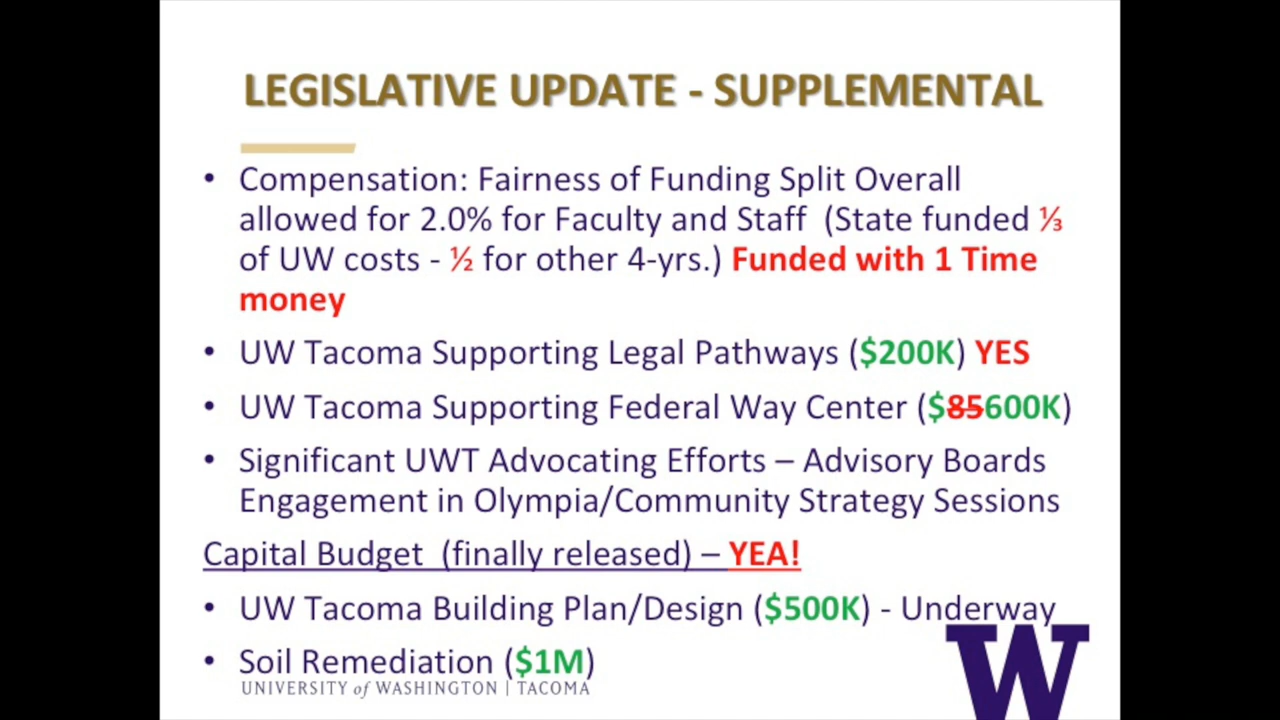 LEGISLATIVE UPDATE - SUPPLEMENTAL
• Compensation: Fairness of Funding Split Overall
allowed for 2.0% for Faculty and Staff (State funded ⅓
of UW costs - ½ for other 4-yrs.) Funded with 1 Time
money
• UW Tacoma Supporting Legal Pathways ($200K) YES
• UW Tacoma Supporting Federal Way Center ($85600K)
• Significant UWT Advocating Efforts – Advisory Boards
Engagement in Olympia/Community Strategy Sessions
Capital Budget (finally released) – YEA!
• UW Tacoma Building Plan/Design ($500K) - Underway
• Soil Remediation ($1M)
UNIVERSITY of WASHINGTON | TACOMA
W